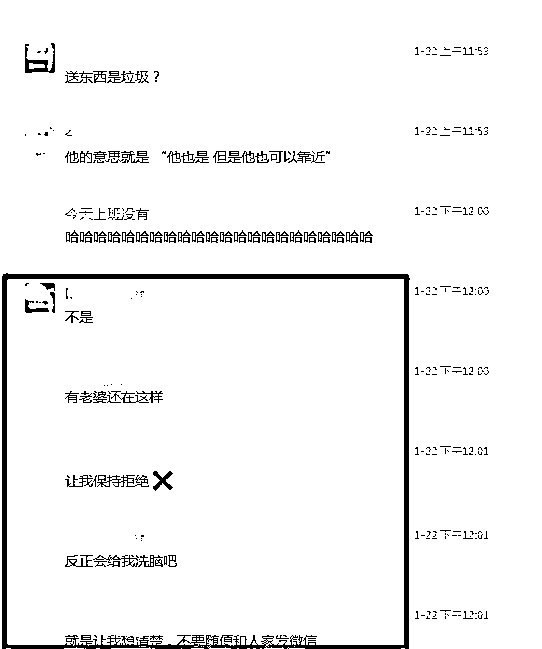 1-22 上午11:59
送东西是垃圾？
1-22 上午11:59
他的意思就是 “他也是 但是他也可以靠近”
今天上班没有
1-22 下午12:00
哈哈哈哈哈哈哈哈哈哈哈哈哈哈哈哈哈哈哈哈哈哈
1-22 下午12:00
不是
1-22 下午12:00
有老婆还在这样
1-22 下午12:01
让我保持拒绝
1-22 下午12:01
反正会给我洗脑吧
1-22 下午12:01
就是让我想清楚，不要随便和人家发微信